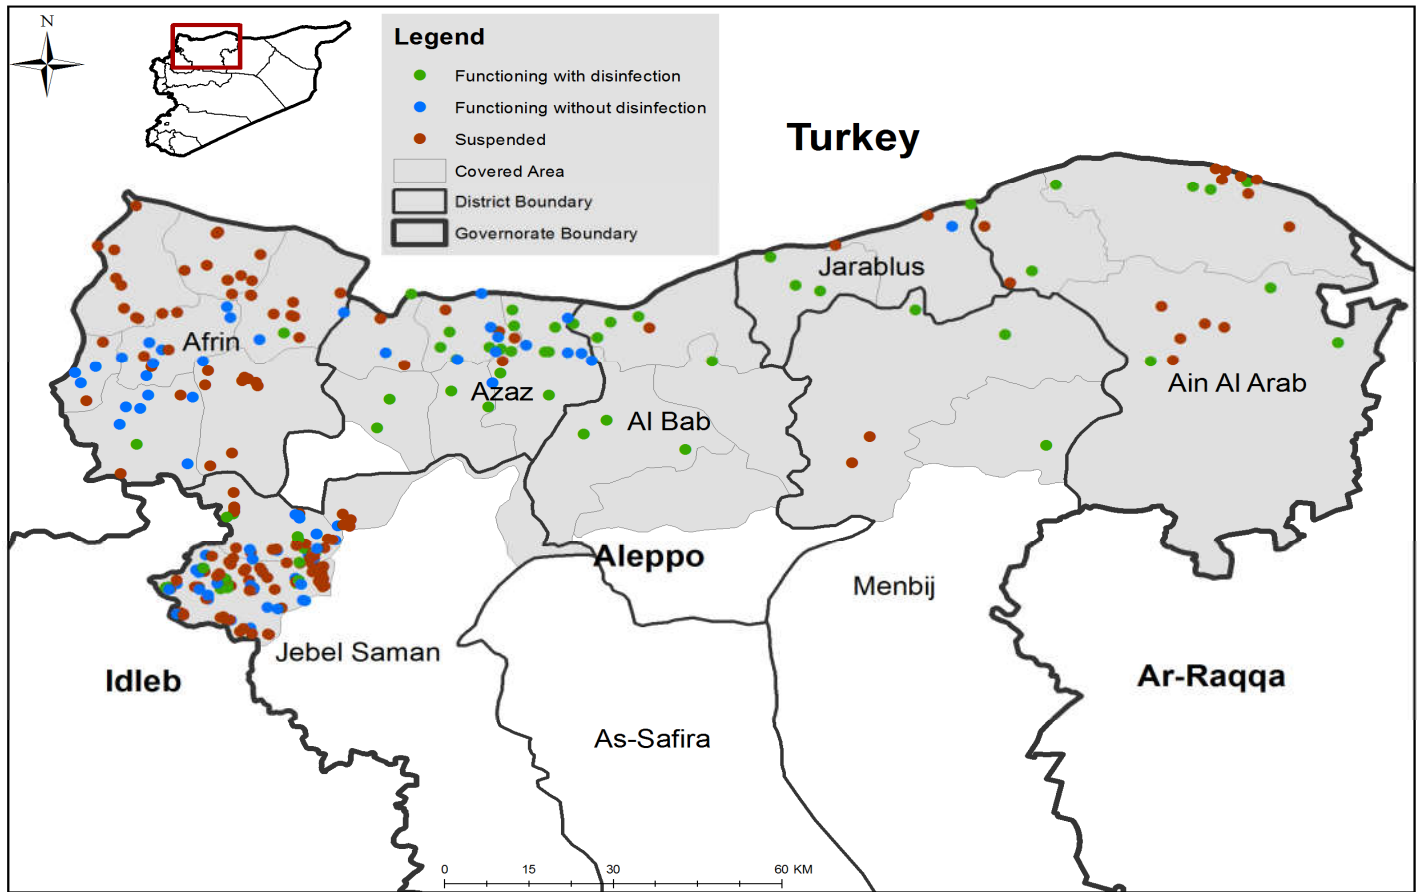 N
Legend
Functioning with disinfection
Functioning without disinfection
Suspended
Covered Area
District Boundary
Governorate Boundary
Turkey
Jarablus
Afrin
Ain Al Arab
Azaz
Al Bab
Aleppo
Menbij
Jebel Saman
Idleb
Ar-Raqqa
As-Safira
0 15 30 60 KM